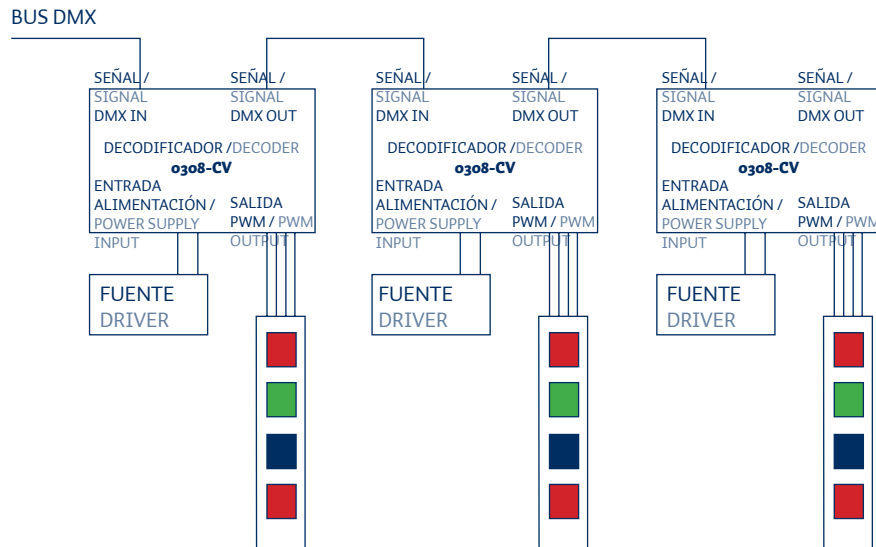 BUS DMX
SEÑAL /
SIGNAL
DMX IN
SEÑAL /
SIGNAL
DMX OUT
DECODIFICADOR /DECODER
0308-CV
ENTRADA
ALIMENTACIÓN /
POWER SUPPLY
INPUT
SALIDA
PWM / PWM
OUTPUT
FUENTE
DRIVER
SEÑAL /
SIGNAL
DMX IN
SEÑAL /
SIGNAL
DMX OUT
DECODIFICADOR /DECODER
0308-CV
ENTRADA
ALIMENTACIÓN /
POWER SUPPLY
INPUT
SALIDA
PWM / PWM
OUTPUT
FUENTE
DRIVER
SEÑAL /
SIGNAL
DMX IN
SEÑAL /
SIGNAL
DMX OUT
DECODIFICADOR /DECODER
0308-CV
ENTRADA
ALIMENTACIÓN /
POWER SUPPLY
INPUT
SALIDA
PWM / PWM
OUTPUT
FUENTE
DRIVER